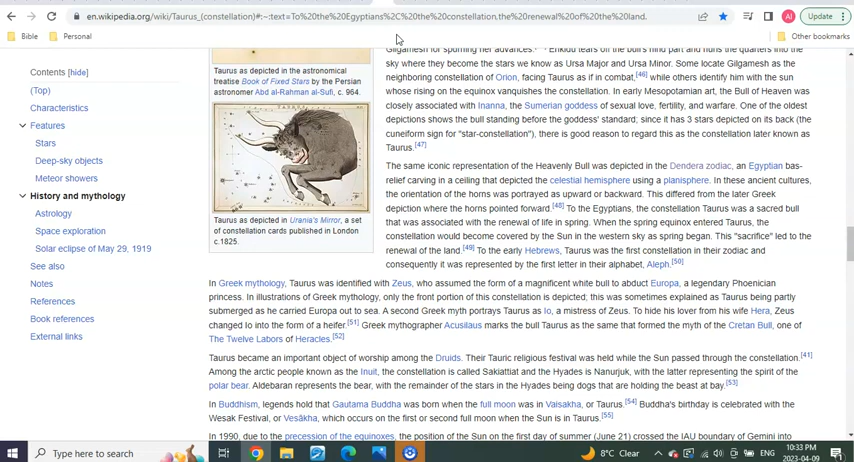 en.wikipedia.org/wiki/Taurus_(constellation)#:~:text=To%20the%20Egyptians%2C%20the%20constellation,the%20renewal%20of%20the%20land.
AI
Update
Bible
Personal
Other bookmarks
Contents [hide]
(Top)
Characteristics
Features
Stars
Deep-sky objects
Meteor showers
History and mythology
Astrology
Space exploration
Solar eclipse of May 29, 1919
See also
Notes
References
Book references
External links
Taurus as depicted in the astronomical
treatise Book of Fixed Stars by the Persian
astronomer Abd al-Rahman al-Sufi, c. 964.
Taurus as depicted in Urania's Mirror, a set
of constellation cards published in London
c.1825.
Gilgamesh for spurning her advances. Enkidu tears off the bull's hind part and hurls the quarters into the
sky where they become the stars we know as Ursa Major and Ursa Minor. Some locate Gilgamesh as the
neighboring constellation of Orion, facing Taurus as if in combat,[46] while others identify him with the sun
whose rising on the equinox vanquishes the constellation. In early Mesopotamian art, the Bull of Heaven was
closely associated with Inanna, the Sumerian goddess of sexual love, fertility, and warfare. One of the oldest
depictions shows the bull standing before the goddess' standard; since it has 3 stars depicted on its back (the
cuneiform sign for "star-constellation"), there is good reason to regard this as the constellation later known as
Taurus.[47]
The same iconic representation of the Heavenly Bull was depicted in the Dendera zodiac, an Egyptian bas-
relief carving in a ceiling that depicted the celestial hemisphere using a planisphere. In these ancient cultures,
the orientation of the horns was portrayed as upward or backward. This differed from the later Greek
depiction where the horns pointed forward.[48] To the Egyptians, the constellation Taurus was a sacred bull
that was associated with the renewal of life in spring. When the spring equinox entered Taurus, the
constellation would become covered by the Sun in the western sky as spring began. This "sacrifice" led to the
renewal of the land.[49] To the early Hebrews, Taurus was the first constellation in their zodiac and
consequently it was represented by the first letter in their alphabet, Aleph.[50]
In Greek mythology, Taurus was identified with Zeus, who assumed the form of a magnificent white bull to abduct Europa, a legendary Phoenician
princess. In illustrations of Greek mythology, only the front portion of this constellation is depicted; this was sometimes explained as Taurus being partly
submerged as he carried Europa out to sea. A second Greek myth portrays Taurus as Io, a mistress of Zeus. To hide his lover from his wife Hera, Zeus
changed Io into the form of a heifer.[51] Greek mythographer Acusilaus marks the bull Taurus as the same that formed the myth of the Cretan Bull, one of
The Twelve Labors of Heracles.[52]
Taurus became an important object of worship among the Druids. Their Tauric religious festival was held while the Sun passed through the constellation.[41]
Among the arctic people known as the Inuit, the constellation is called Sakiattiat and the Hyades is Nanurjuk, with the latter representing the spirit of the
polar bear. Aldebaran represents the bear, with the remainder of the stars in the Hyades being dogs that are holding the beast at bay.[53]
In Buddhism, legends hold that Gautama Buddha was born when the full moon was in Vaisakha, or Taurus.[54] Buddha's birthday is celebrated with the
Wesak Festival, or Vesākha, which occurs on the first or second full moon when the Sun is in Taurus.[55]
In 1990, due to the precession of the equinoxes, the position of the Sun on the first day of summer (June 21) crossed the IAU boundary of Gemini into
Type here to search
8°C Clear
ENG
10:33 PM
2023-04-09